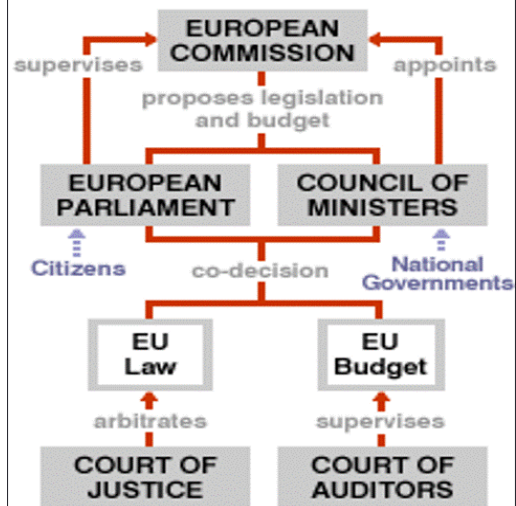 EUROPEAN
COMMISSION
supervises
appoints
proposes legislation
and budget
EUROPEAN
PARLIAMENT
COUNCIL OF
MINISTERS
Citizens
co-decision
National
Governments
EU
Law
EU
Budget
arbitrates
supervises
COURT OF
JUSTICE
COURT OF
AUDITORS